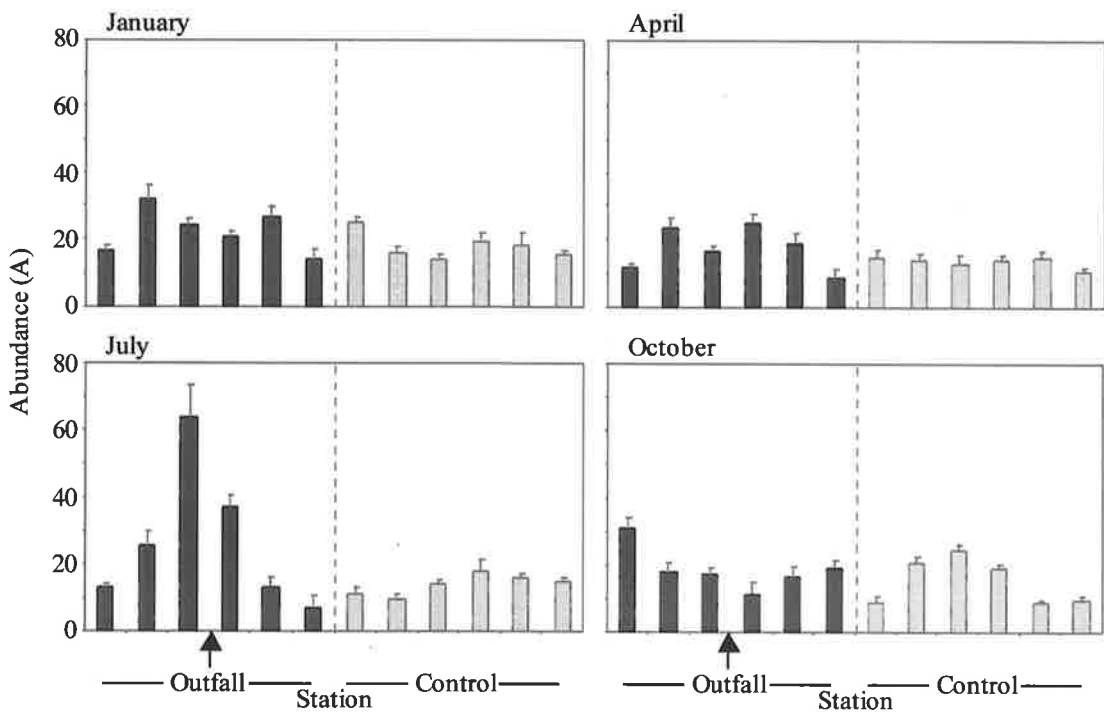 January
April
80
60
40
20
0
July
October
80
60
40
20
0
Abundance (A)
Outfall
Control
Outfall
Control
Station
Station